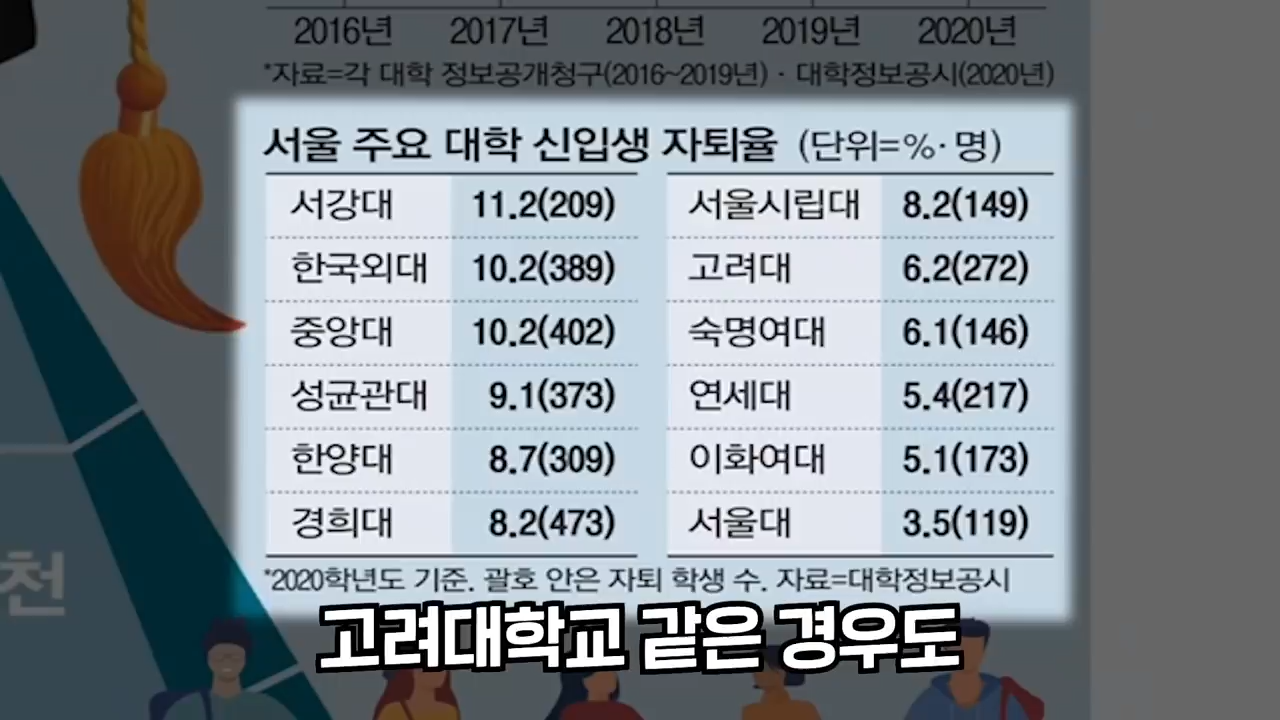 2016년 2017년 2018년 2019년 2020년
*자료=각 대학 정보공개청구(2016~2019년)·대학정보공시(2020년)
서울 주요 대학 신입생 자퇴율 (단위=%·명)
서강대 11.2(209) 서울시립대 8.2(149)
한국외대 10.2(389) 고려대 6.2(272)
중앙대 10.2(402) 숙명여대 6.1(146)
성균관대 9.1(373) 연세대 5.4(217)
한양대 8.7(309) 이화여대 5.1(173)
경희대 8.2(473) 서울대 3.5(119)
천
*2020학년도 기준. 괄호 안은 자퇴 학생 수. 자료=대학정보공시
고려대학교 같은 경우도